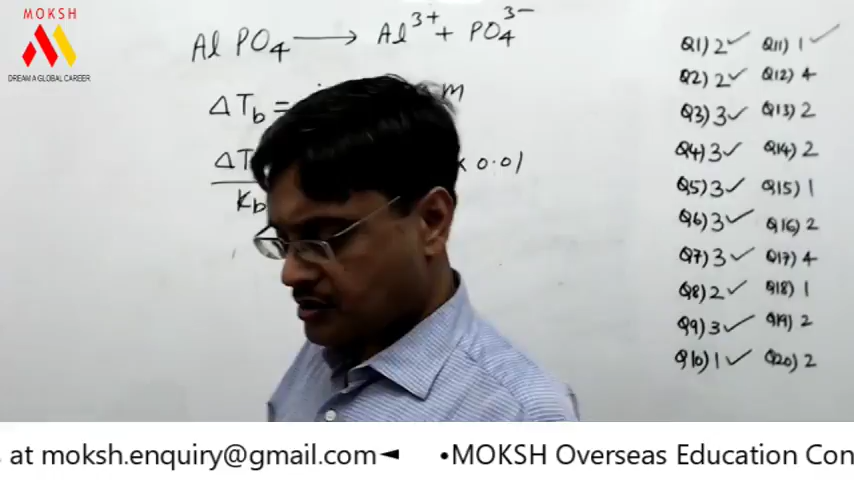 MOKSH
DREAM A GLOBAL CAREER
Al PO₄ ⟶ Al³⁺ + PO₄³⁻
ΔT_b = m
ΔT × 0.01
K_b
Q1) 2 ✓ Q11) 1 ✓
Q2) 2 ✓ Q12) 4
Q3) 3 ✓ Q13) 2
Q4) 3 ✓ Q14) 2
Q5) 3 ✓ Q15) 1
Q6) 3 ✓ Q16) 2
Q7) 3 ✓ Q17) 4
Q8) 2 ✓ Q18) 1
Q9) 3 ✓ Q19) 2
Q10) 1 ✓ Q20) 2
at moksh.enquiry@gmail.com◄ •MOKSH Overseas Education Con